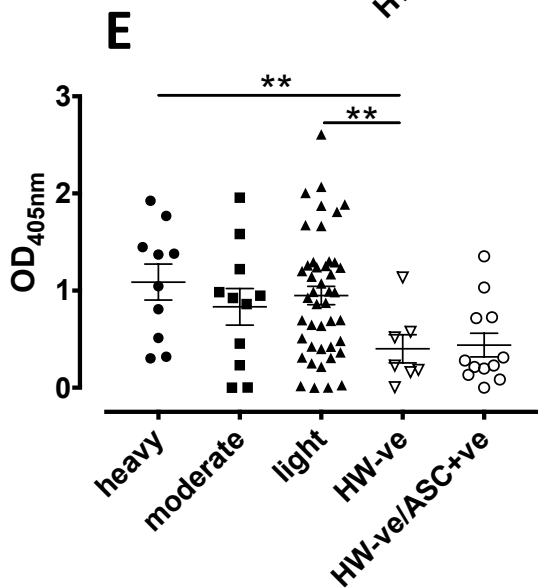 H
E
**
**
3
2
1
0
OD405nm
heavy
moderate
light
HW-ve
HW-ve/ASC+ve